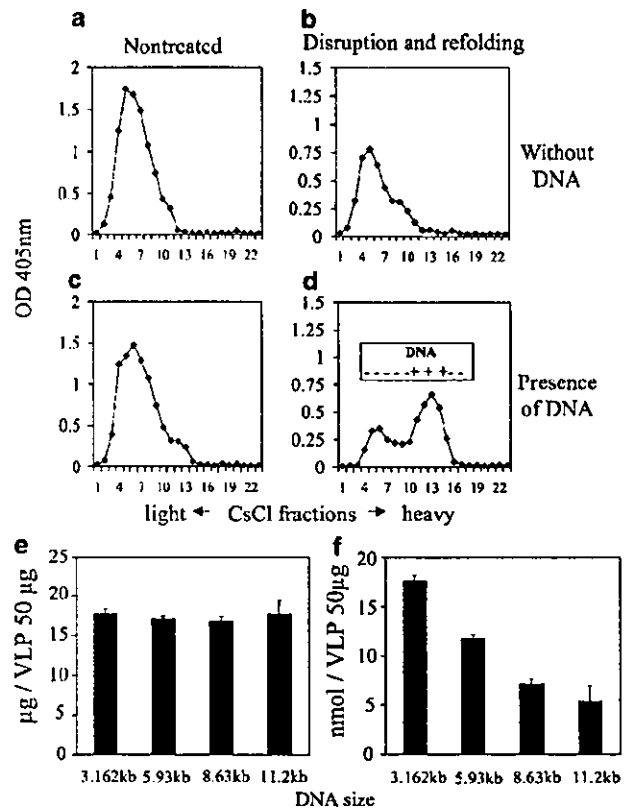 a
b
Nontreated
Disruption and refolding
2
1.5
1
0.5
0
1 4 7 10 13 16 19 22
1.5
1.25
1
0.75
0.5
0.25
0
1 4 7 10 13 16 19 22
Without
DNA
OD 405nm
c
d
2
1.5
1
0.5
0
1 4 7 10 13 16 19 22
1.5
1.25
1
0.75
0.5
0.25
0
DNA
- - - - - - + + + - -
1 4 7 10 13 16 19 22
Presence
of DNA
light ← CsCl fractions → heavy
e
f
µg / VLP 50 µg
25
20
15
10
5
0
3.162kb 5.93kb 8.63kb 11.2kb
nmol / VLP 50µg
20
15
10
5
0
3.162kb 5.93kb 8.63kb 11.2kb
DNA size